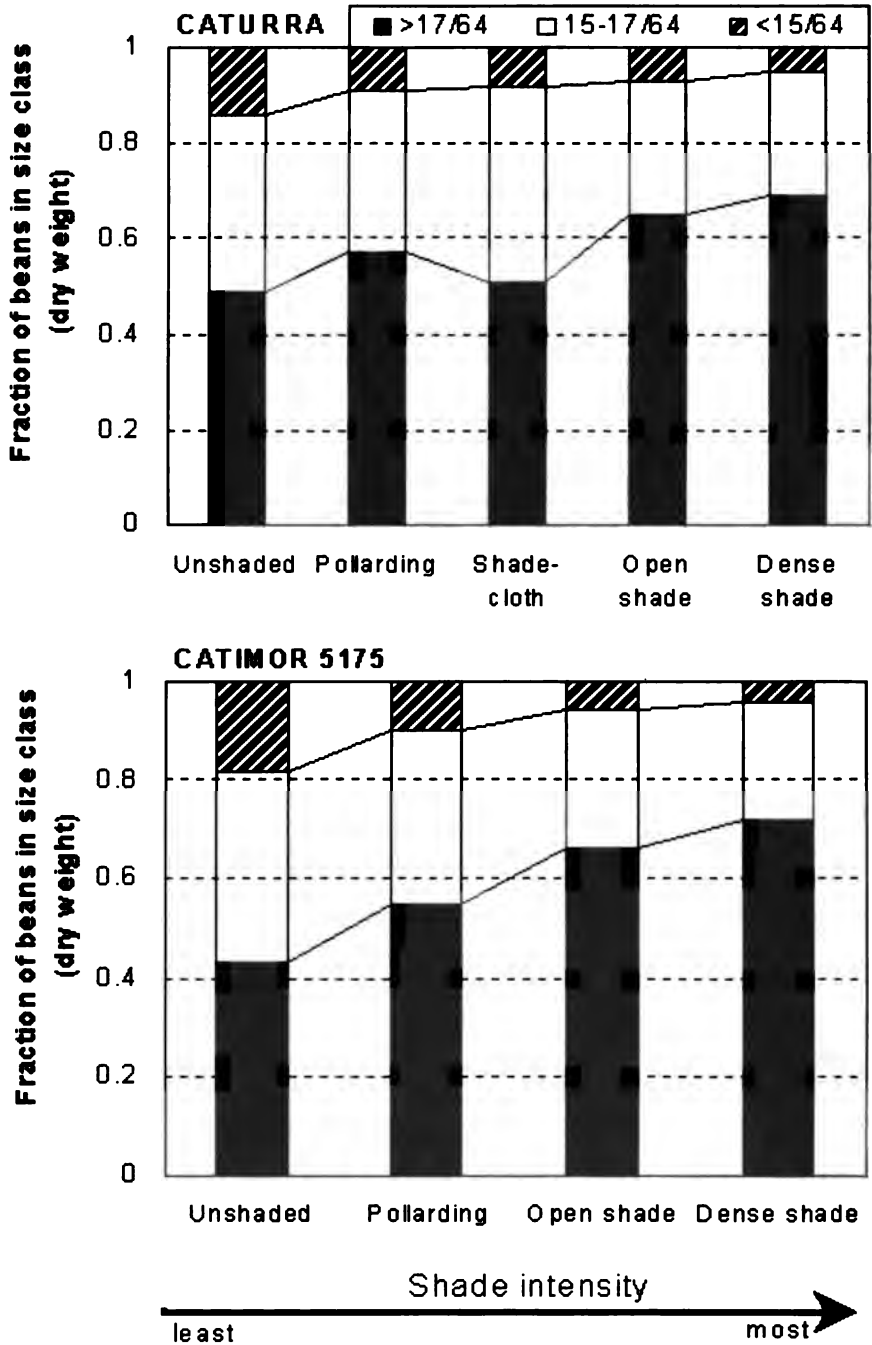 CATURRA
>17/64 15-17/64 <15/64
Fraction of beans in size class
(dry weight)
1
0.8
0.6
0.4
0.2
0
Unshaded Pollarding Shade-
cloth Open
shade Dense
shade
CATIMOR 5175
Fraction of beans in size class
(dry weight)
1
0.8
0.6
0.4
0.2
0
Unshaded Pollarding Open shade Dense shade
Shade intensity
least most